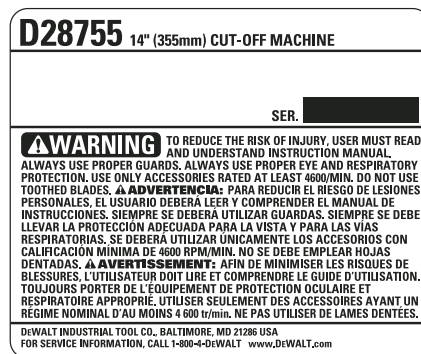 D28755 14" (355mm) CUT-OFF MACHINE
SER.
WARNING TO REDUCE THE RISK OF INJURY, USER MUST READ
AND UNDERSTAND INSTRUCTION MANUAL.
ALWAYS USE PROPER GUARDS. ALWAYS USE PROPER EYE AND RESPIRATORY
PROTECTION. USE ONLY ACCESSORIES RATED AT LEAST 4600/MIN. DO NOT USE
TOOTHED BLADES. ADVERTENCIA: PARA REDUCIR EL RIESGO DE LESIONES
PERSONALES, EL USUARIO DEBERÁ LEER Y COMPRENDER EL MANUAL DE
INSTRUCCIONES. SIEMPRE SE DEBERÁ UTILIZAR GUARDAS. SIEMPRE SE DEBE
LLEVAR LA PROTECCIÓN ADECUADA PARA LA VISTA Y PARA LAS VÍAS
RESPIRATORIAS. SE DEBERÁ UTILIZAR ÚNICAMENTE LOS ACCESORIOS CON
CALIFICACIÓN MÍNIMA DE 4600 RPM/MIN. NO SE DEBE EMPLEAR HOJAS
DENTADAS. AVERTISSEMENT: AFIN DE MINIMISER LES RISQUES DE
BLESSURES, L'UTILISATEUR DOIT LIRE ET COMPRENDRE LE GUIDE D'UTILISATION.
TOUJOURS PORTER DE L'ÉQUIPEMENT DE PROTECTION OCULAIRE ET
RESPIRATOIRE APPROPRIÉ. UTILISER SEULEMENT DES ACCESSOIRES AYANT UN
RÉGIME NOMINAL D'AU MOINS 4 600 tr/min. NE PAS UTILISER DE LAMES DENTÉES.
DEWALT INDUSTRIAL TOOL CO., BALTIMORE, MD 21286 USA
FOR SERVICE INFORMATION, CALL 1-800-4-DEWALT www.DEWALT.com